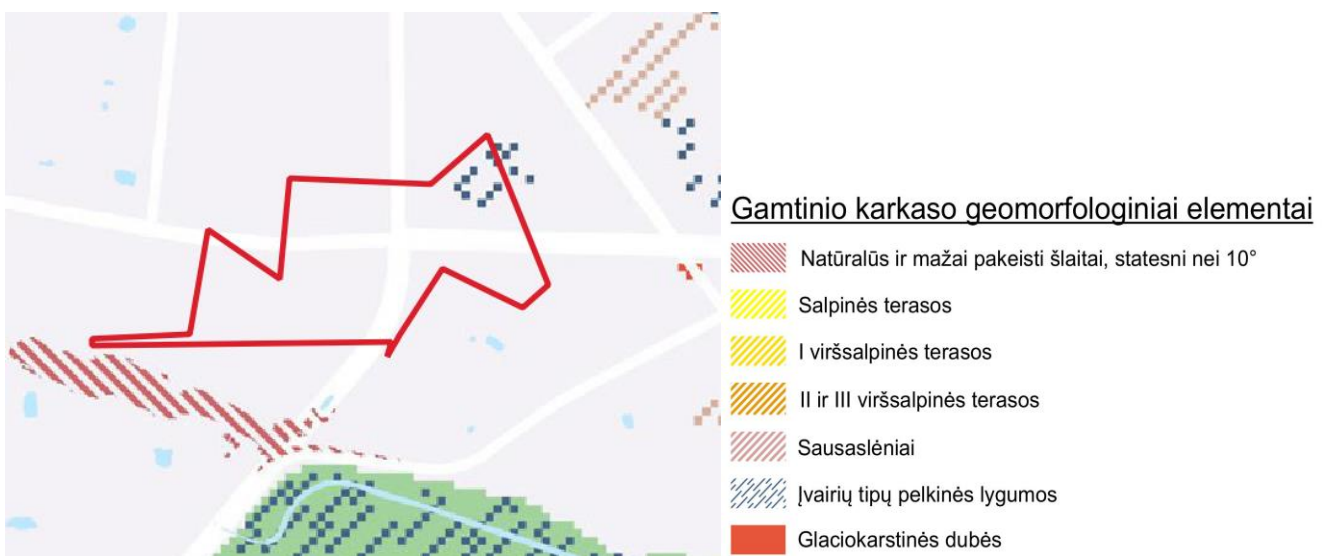 Gamtinio karkaso geomorfologiniai elementai
Natūralūs ir mažai pakeisti šlaitai, statesni nei 10°
Salpinės terasos
I viršsalpinės terasos
II ir III viršsalpinės terasos
Sausaslėniai
Įvairių tipų pelkinės lygumos
Glaciokarstinės dubės